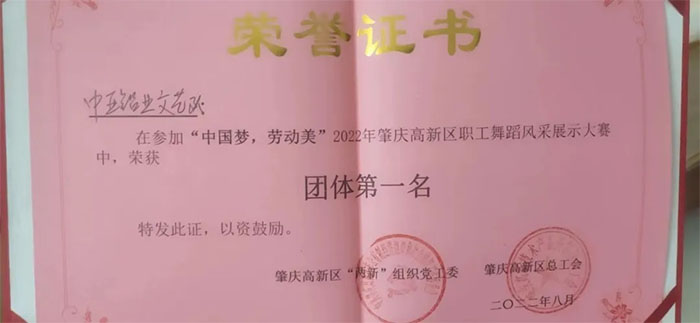 荣誉证书
中亚铝业文艺队
在参加“中国梦，劳动美”2022年肇庆高新区职工舞蹈风采展示大赛
中，荣获
团体第一名
特发此证，以资鼓励。
肇庆高新区“两新”组织党工委 肇庆高新区总工会
二〇二二年八月